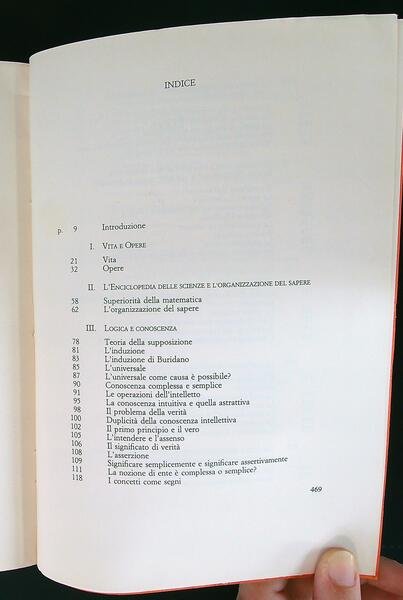 INDICE
p. 9 Introduzione
I. VITA E OPERE
21 Vita
32 Opere
II. L'ENCICLOPEDIA DELLE SCIENZE E L'ORGANIZZAZIONE DEL SAPERE
58 Superiorità della matematica
62 L'organizzazione del sapere
III. LOGICA E CONOSCENZA
78 Teoria della supposizione
81 L'induzione
83 L'induzione di Buridano
85 L'universale
87 L'universale come causa è possibile?
90 Conoscenza complessa e semplice
91 Le operazioni dell'intelletto
95 La conoscenza intuitiva e quella astrattiva
98 Il problema della verità
100 Duplicità della conoscenza intellettiva
102 Il primo principio e il vero
105 L'intendere e l'assenso
106 Il significato di verità
108 L'asserzione
109 Significare semplicemente e significare assertivamente
111 La nozione di ente è complessa o semplice?
118 I concetti come segni
469